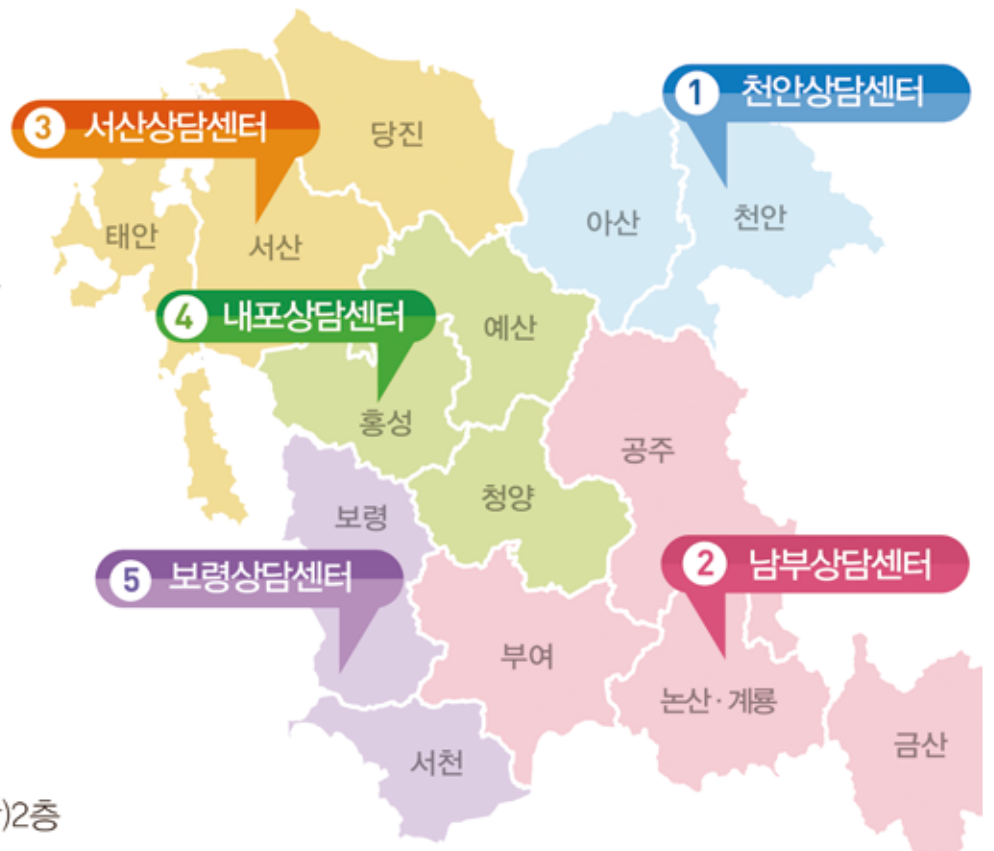 1 천안상담센터
3 서산상담센터
당진
아산
천안
태안
서산
4 내포상담센터
예산
홍성
공주
청양
보령
2 남부상담센터
5 보령상담센터
부여
논산·계룡
금산
서천
)2층